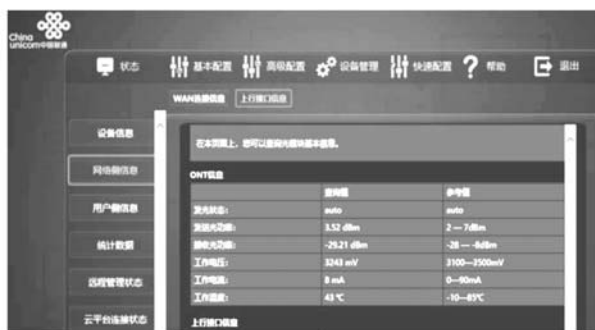 China
unicom中国联通
状态 基本配置 高级配置 设备管理 快速配置 帮助 退出
WAN连接信息 上行接口信息
设备信息
网络侧信息
用户侧信息
统计数据
远程管理状态
云平台连接状态
在本页面上，您可以查询光模块基本信息。
ONT信息
查询值 参考值
发光状态： auto auto
发送光功率： 3.52 dBm 2 — 7dBm
接收光功率： -29.21 dBm -28 — -8dBm
工作电压： 3243 mV 3100—3500mV
工作电流： 8 mA 0—90mA
工作温度： 43 ℃ -10—85℃
上行接口信息